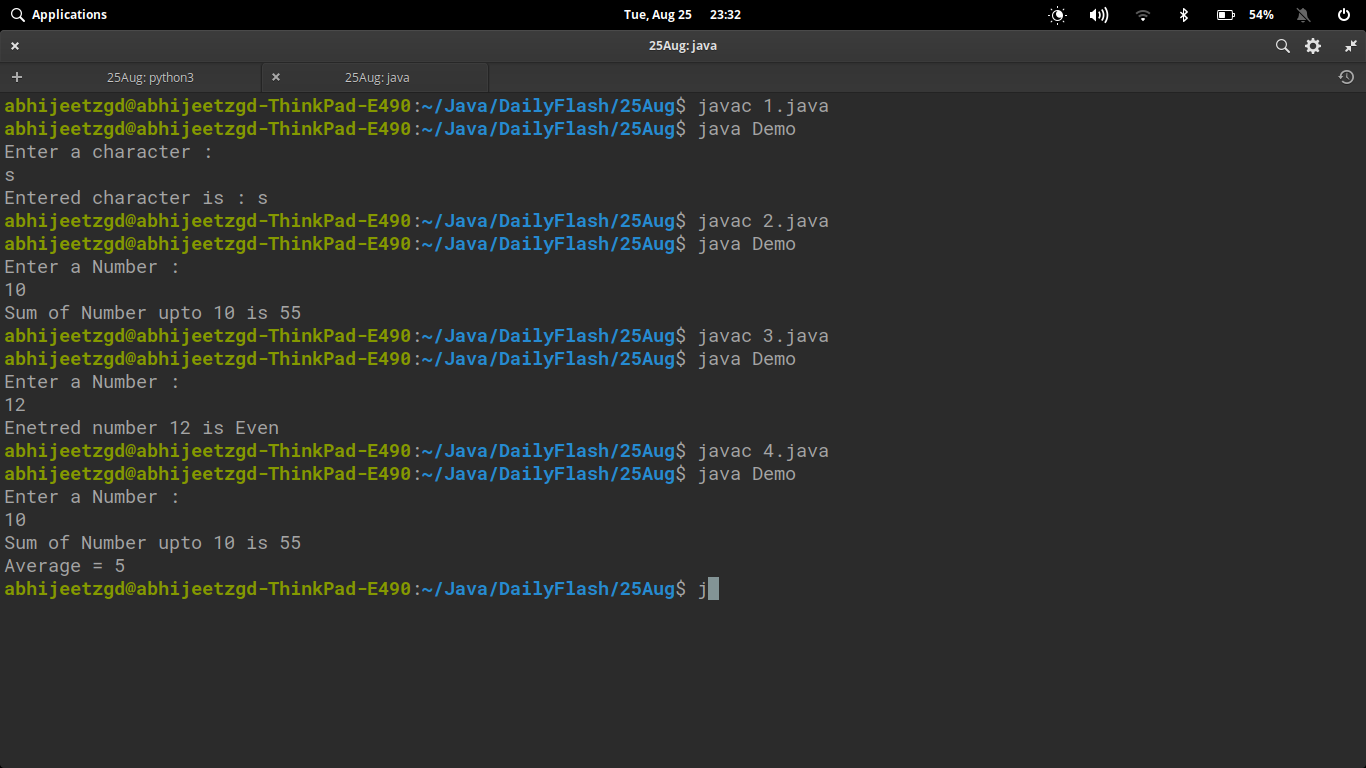 Applications Tue, Aug 25 23:32 54%
25Aug: java
25Aug: python3 25Aug: java
abhijeetzgd@abhijeetzgd-ThinkPad-E490:~/Java/DailyFlash/25Aug$ javac 1.java
abhijeetzgd@abhijeetzgd-ThinkPad-E490:~/Java/DailyFlash/25Aug$ java Demo
Enter a character :
s
Entered character is : s
abhijeetzgd@abhijeetzgd-ThinkPad-E490:~/Java/DailyFlash/25Aug$ javac 2.java
abhijeetzgd@abhijeetzgd-ThinkPad-E490:~/Java/DailyFlash/25Aug$ java Demo
Enter a Number :
10
Sum of Number upto 10 is 55
abhijeetzgd@abhijeetzgd-ThinkPad-E490:~/Java/DailyFlash/25Aug$ javac 3.java
abhijeetzgd@abhijeetzgd-ThinkPad-E490:~/Java/DailyFlash/25Aug$ java Demo
Enter a Number :
12
Enetred number 12 is Even
abhijeetzgd@abhijeetzgd-ThinkPad-E490:~/Java/DailyFlash/25Aug$ javac 4.java
abhijeetzgd@abhijeetzgd-ThinkPad-E490:~/Java/DailyFlash/25Aug$ java Demo
Enter a Number :
10
Sum of Number upto 10 is 55
Average = 5
abhijeetzgd@abhijeetzgd-ThinkPad-E490:~/Java/DailyFlash/25Aug$ j